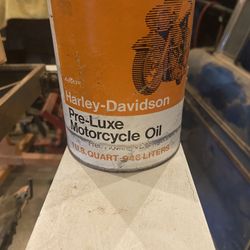 Harley-Davidson
Pre-Luxe
Motorcycle Oil
1 U.S. QUART .946 LITERS